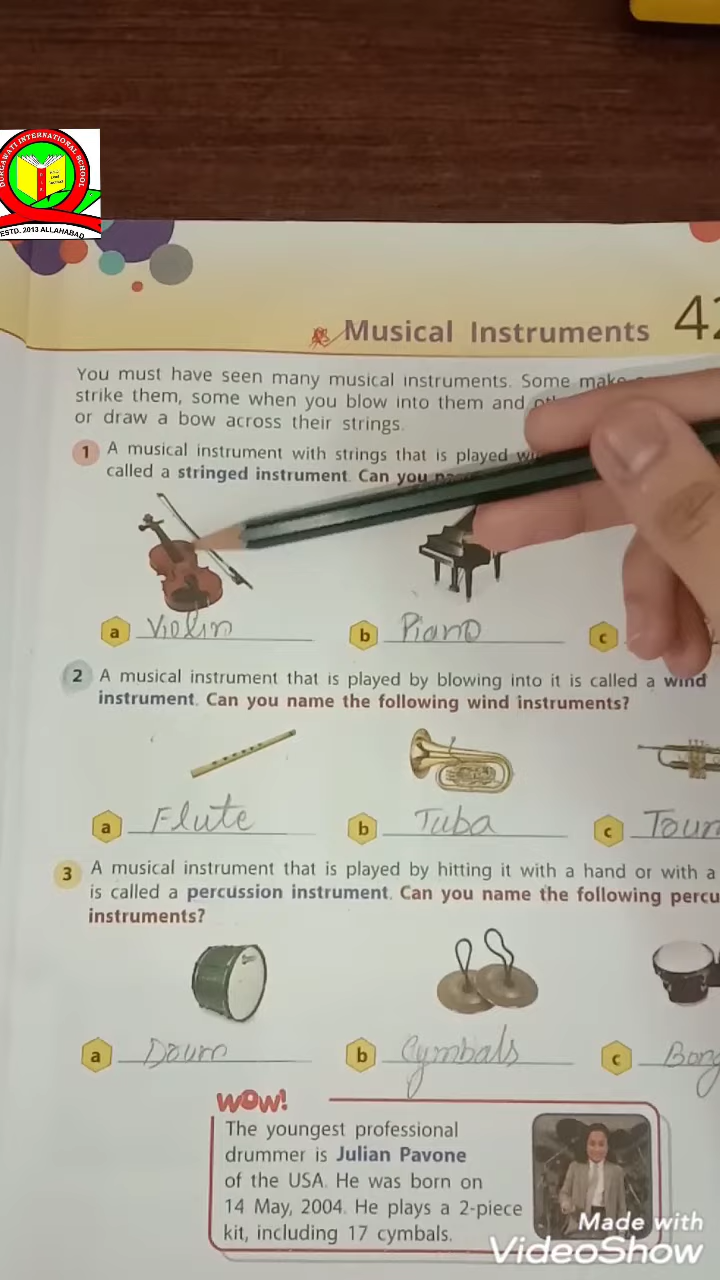 DURGAWATI INTERNATIONAL SCHOOL
ESTD. 2013 ALLAHABAD
Musical Instruments 42
You must have seen many musical instruments. Some make
strike them, some when you blow into them and
or draw a bow across their strings.
1 A musical instrument with strings that is played
called a stringed instrument. Can you
a Violin b Piano c
2 A musical instrument that is played by blowing into it is called a wind
instrument. Can you name the following wind instruments?
a Flute b Tuba c
3 A musical instrument that is played by hitting it with a hand or with a
is called a percussion instrument. Can you name the following percu
instruments?
a b Cymbals c Bong
WOW!
The youngest professional
drummer is Julian Pavone
of the USA. He was born on
14 May, 2004. He plays a 2-piece
kit, including 17 cymbals.
Made with
VideoShow